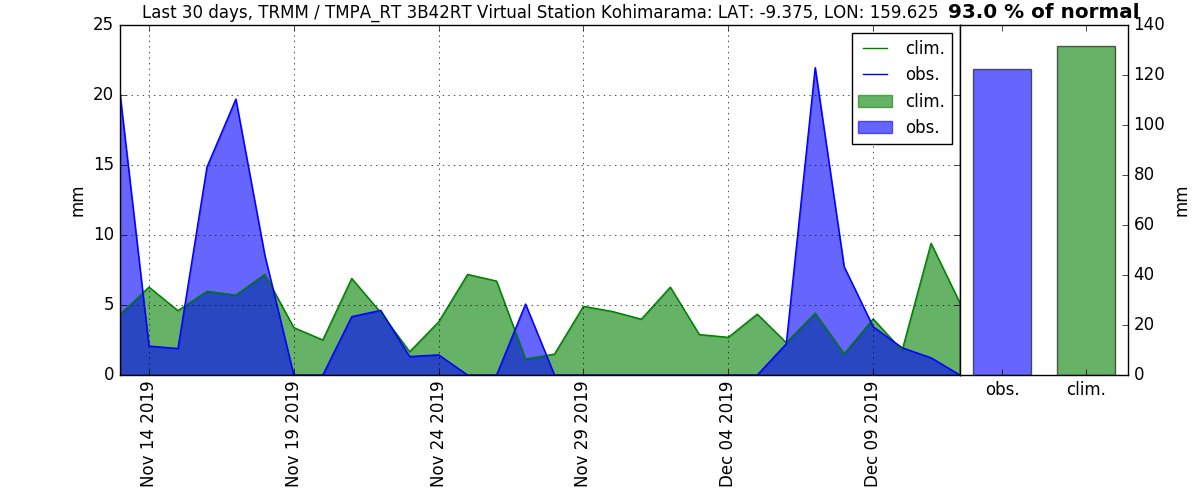 Last 30 days, TRMM / TMPA_RT 3B42RT Virtual Station Kohimarama: LAT: -9.375, LON: 159.625 93.0 % of normal
clim.
obs.
clim.
obs.
mm
25
20
15
10
5
0
Nov 14 2019
Nov 19 2019
Nov 24 2019
Nov 29 2019
Dec 04 2019
Dec 09 2019
140
120
100
80
60
40
20
0
mm
obs. clim.